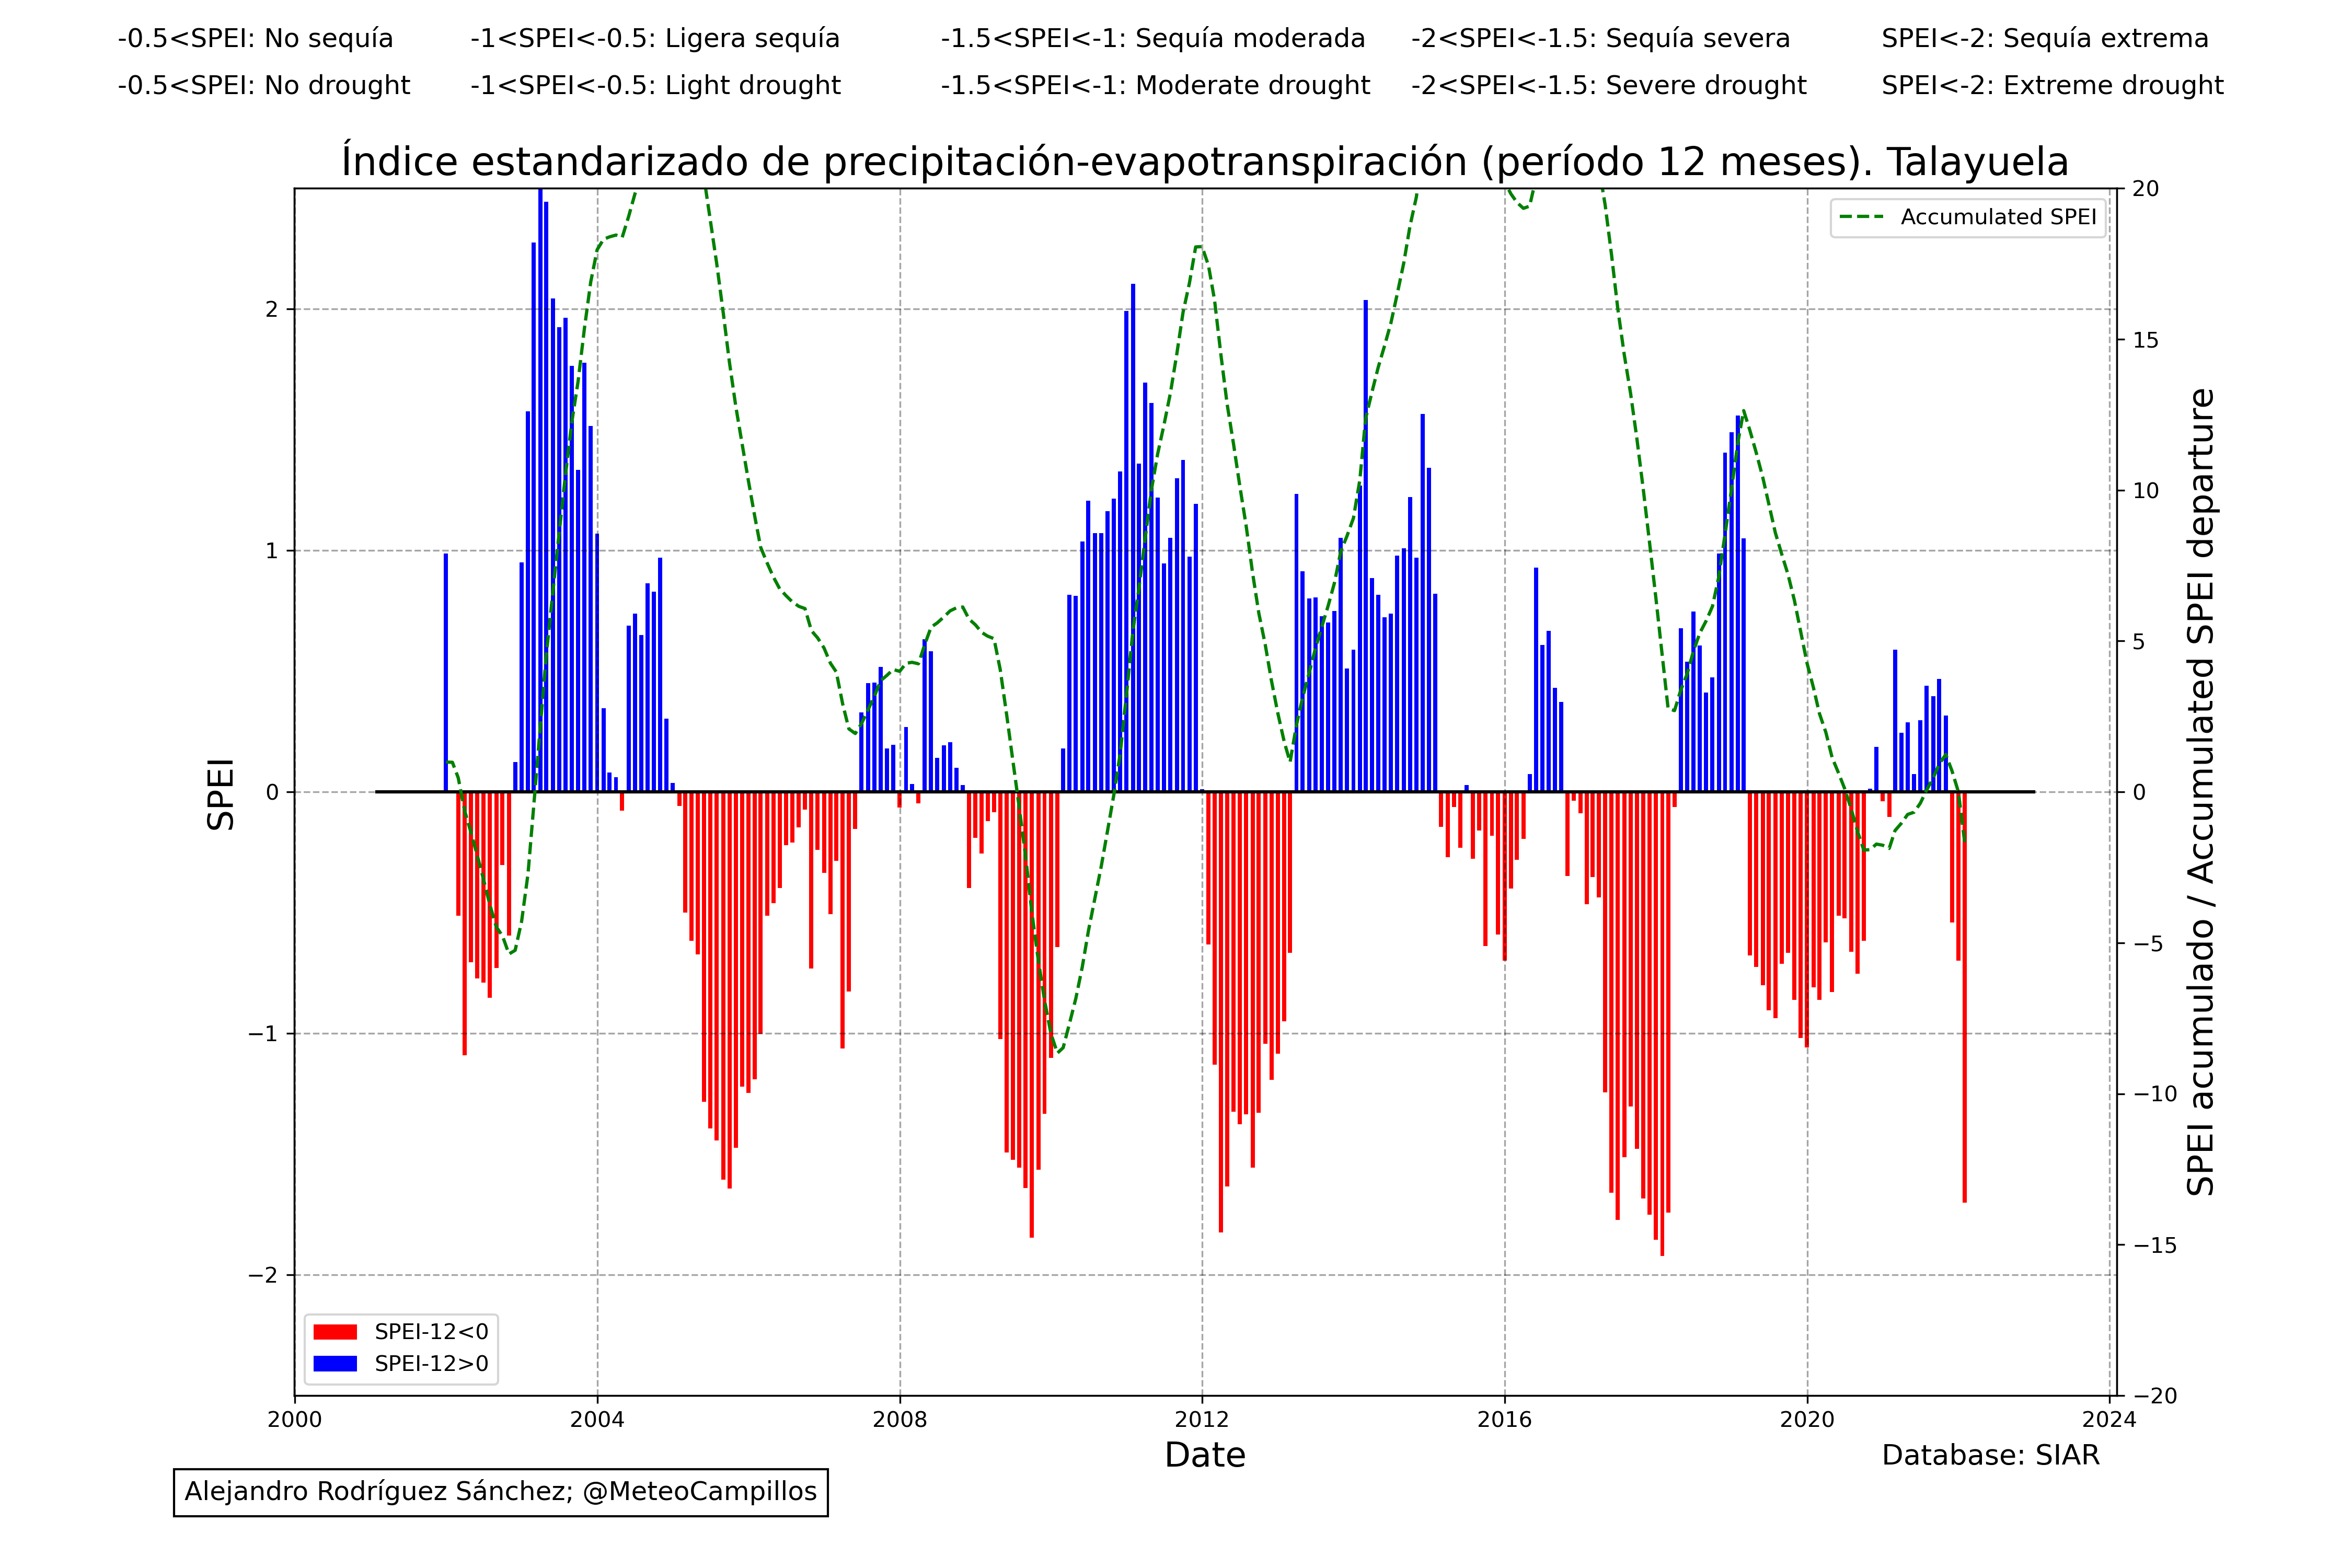 -0.5<SPEI: No sequía -1<SPEI<-0.5: Ligera sequía -1.5<SPEI<-1: Sequía moderada -2<SPEI<-1.5: Sequía severa SPEI<-2: Sequía extrema
-0.5<SPEI: No drought -1<SPEI<-0.5: Light drought -1.5<SPEI<-1: Moderate drought -2<SPEI<-1.5: Severe drought SPEI<-2: Extreme drought
Índice estandarizado de precipitación-evapotranspiración (período 12 meses). Talayuela
Accumulated SPEI
SPEI
2
1
0
−1
−2
20
15
10
5
0
−5
−10
−15
−20
SPEI acumulado / Accumulated SPEI departure
SPEI-12<0
SPEI-12>0
2000 2004 2008 2012 2016 2020 2024
Date
Database: SIAR
Alejandro Rodríguez Sánchez; @MeteoCampillos